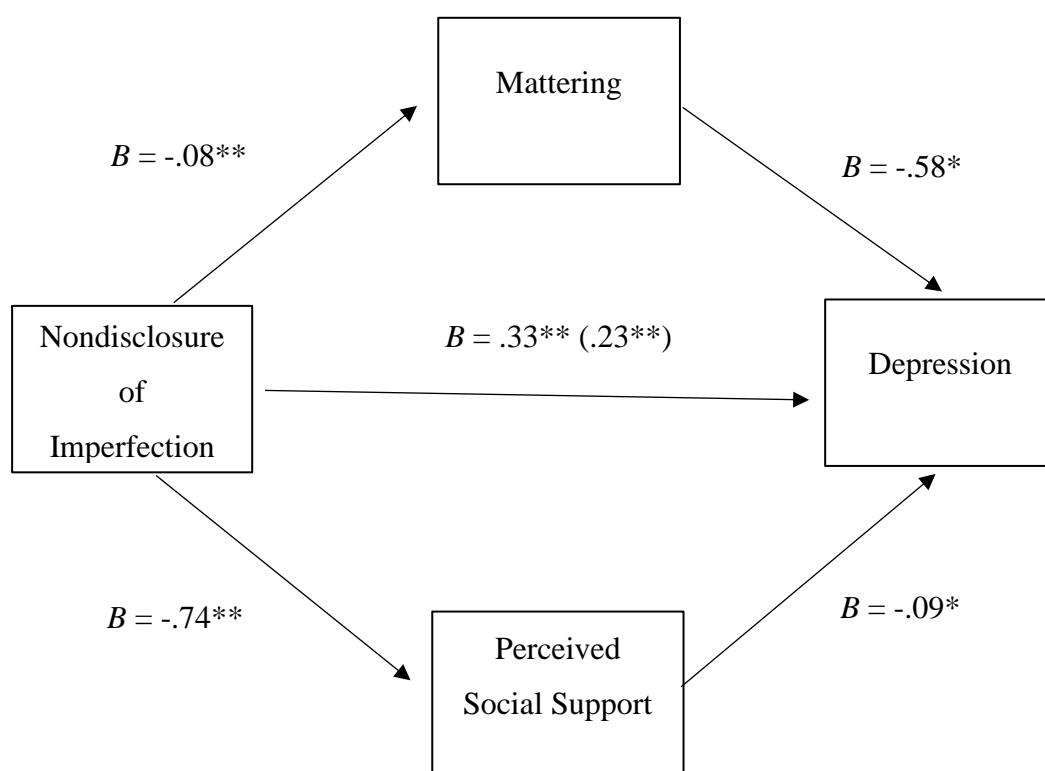 Mattering
B = -.08**
B = -.58*
Nondisclosure
of
Imperfection
B = .33** (.23**)
Depression
B = -.74**
B = -.09*
Perceived
Social Support